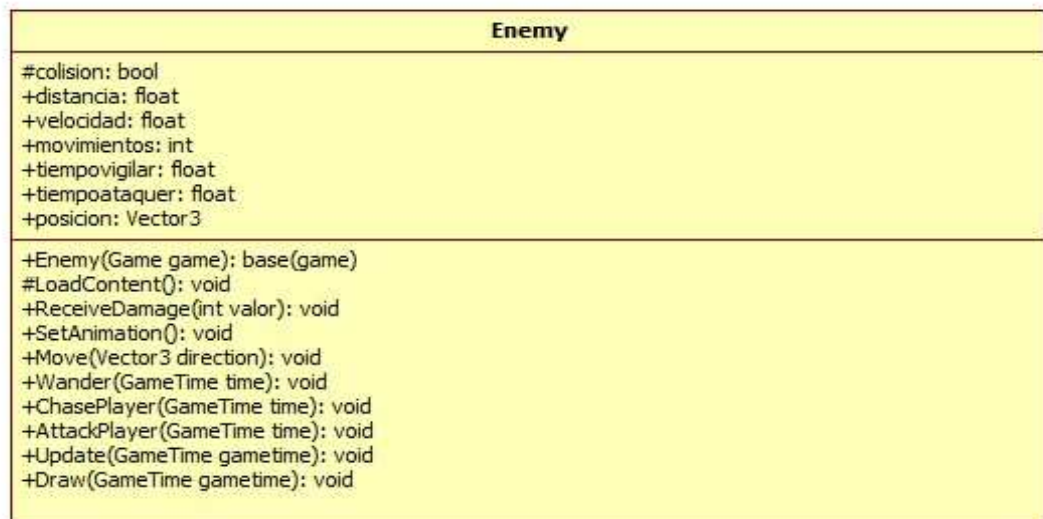 Enemy
#colision: bool
+distancia: float
+velocidad: float
+movimientos: int
+tiempovigilar: float
+tiempoataquer: float
+posicion: Vector3
+Enemy(Game game): base(game)
#LoadContent(): void
+ReceiveDamage(int valor): void
+SetAnimation(): void
+Move(Vector3 direction): void
+Wander(GameTime time): void
+ChasePlayer(GameTime time): void
+AttackPlayer(GameTime time): void
+Update(GameTime gametime): void
+Draw(GameTime gametime): void